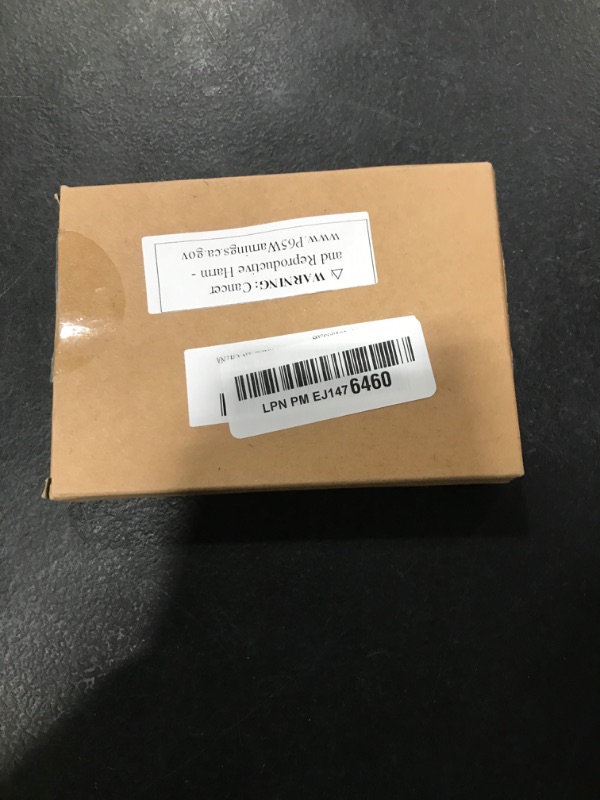 ⚠ WARNING: Cancer
and Reproductive Harm -
www.P65Warnings.ca.gov
LPN PM EJ147 6460